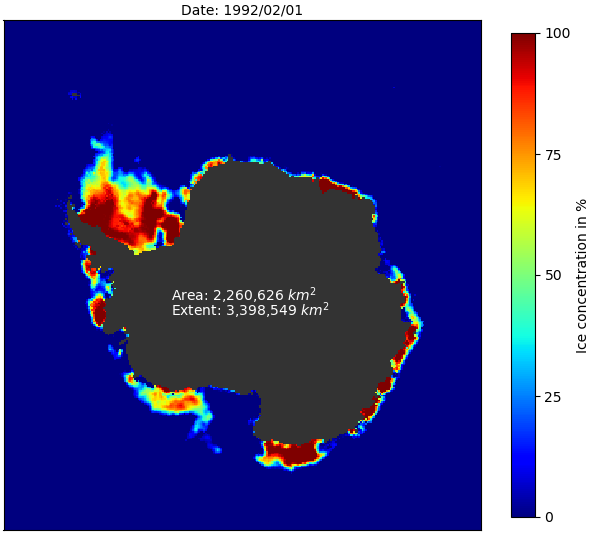 Date: 1992/02/01
Area: 2,260,626 km²
Extent: 3,398,549 km²
100
75
50
25
0
Ice concentration in %